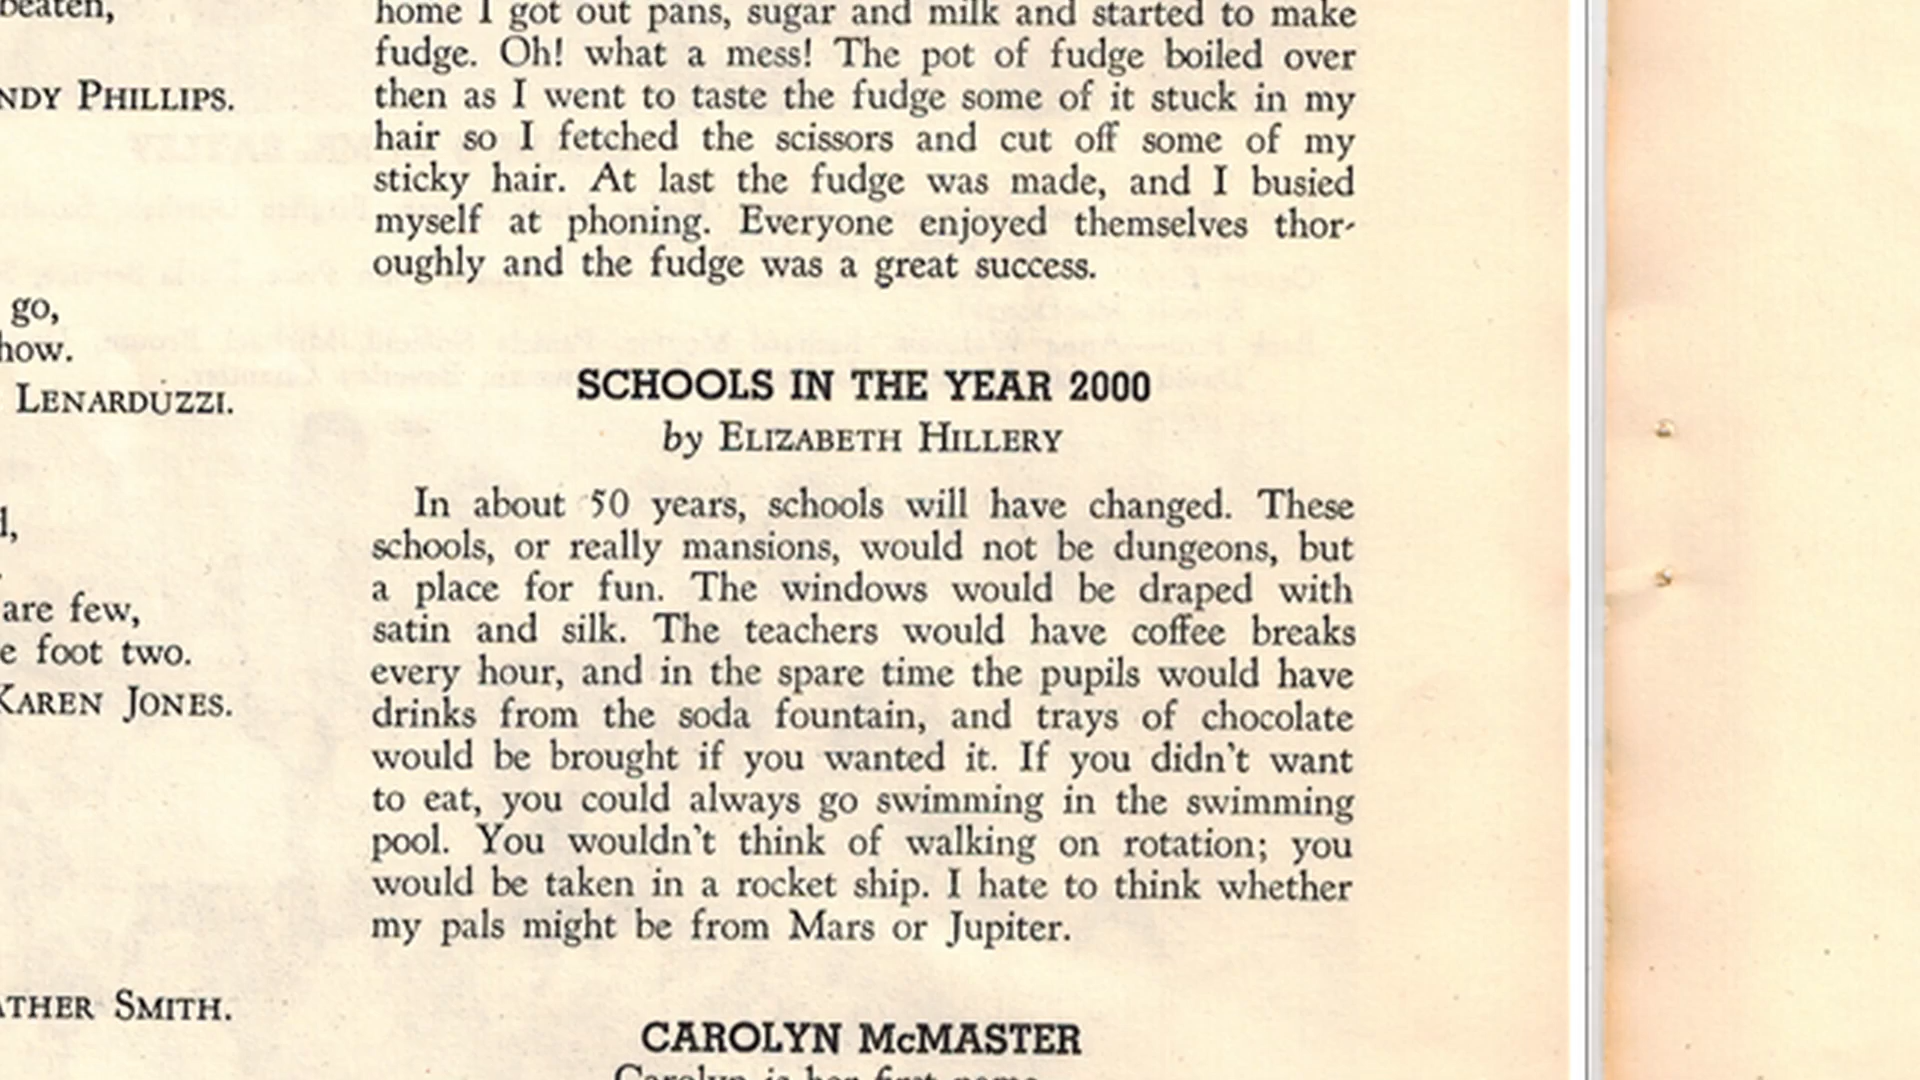 beaten,
NDY PHILLIPS.
go,
how.
LENARDUZZI.
are few,
e foot two.
KAREN JONES.
ATHER SMITH.
home I got out pans, sugar and milk and started to make
fudge. Oh! what a mess! The pot of fudge boiled over
then as I went to taste the fudge some of it stuck in my
hair so I fetched the scissors and cut off some of my
sticky hair. At last the fudge was made, and I busied
myself at phoning. Everyone enjoyed themselves thor-
oughly and the fudge was a great success.
SCHOOLS IN THE YEAR 2000
by ELIZABETH HILLERY
In about 50 years, schools will have changed. These
schools, or really mansions, would not be dungeons, but
a place for fun. The windows would be draped with
satin and silk. The teachers would have coffee breaks
every hour, and in the spare time the pupils would have
drinks from the soda fountain, and trays of chocolate
would be brought if you wanted it. If you didn't want
to eat, you could always go swimming in the swimming
pool. You wouldn't think of walking on rotation; you
would be taken in a rocket ship. I hate to think whether
my pals might be from Mars or Jupiter.
CAROLYN McMASTER
Carolyn is her first name